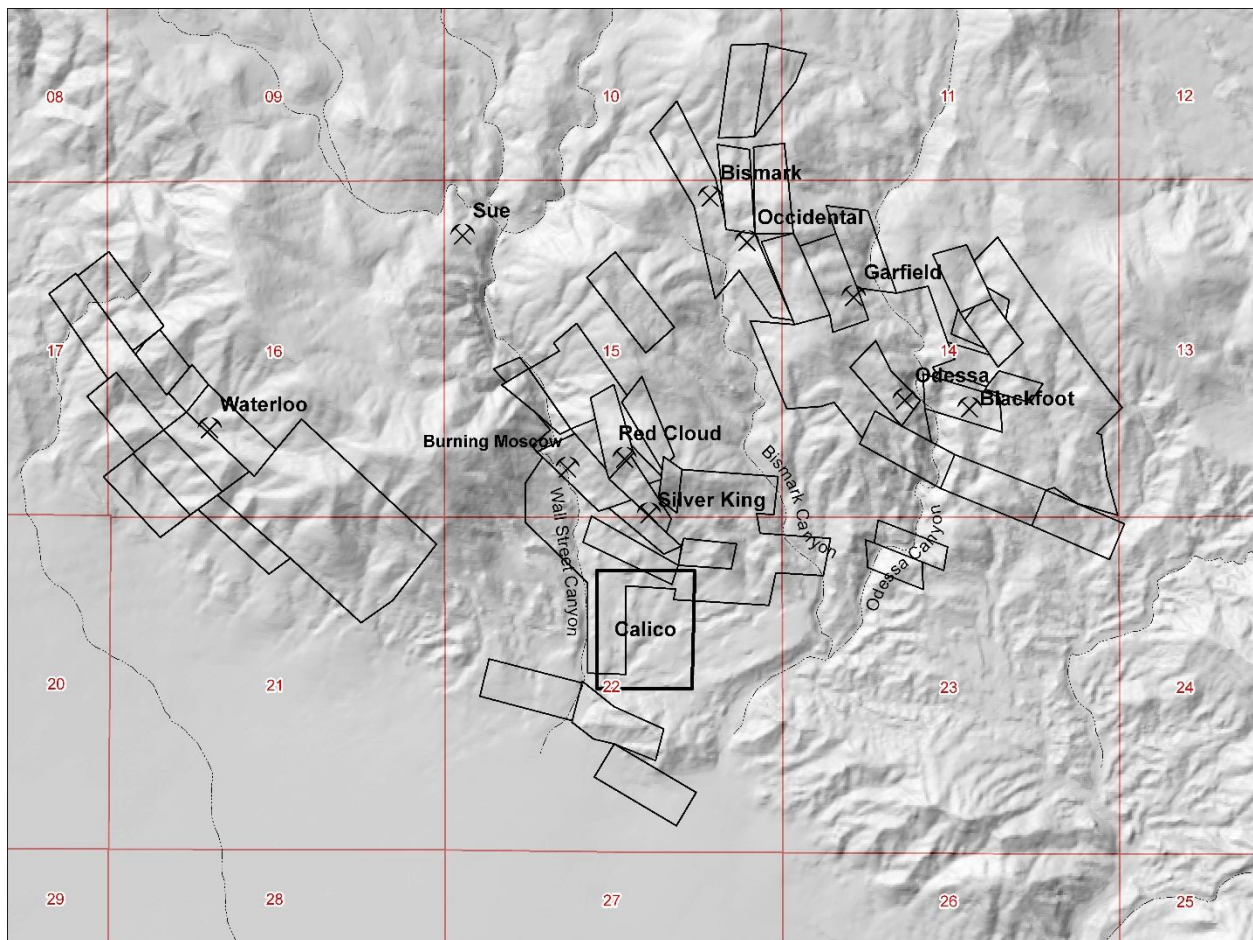 08
09
10
11
12
Bismark
Sue
Occidental
Garfield
17
16
15
14
13
Odessa
Blackfoot
Waterloo
Burning Moscow
Red Cloud
Silver King
Bismark Canyon
Wall Street Canyon
Odessa Canyon
Calico
20
21
22
23
24
29
28
27
26
25